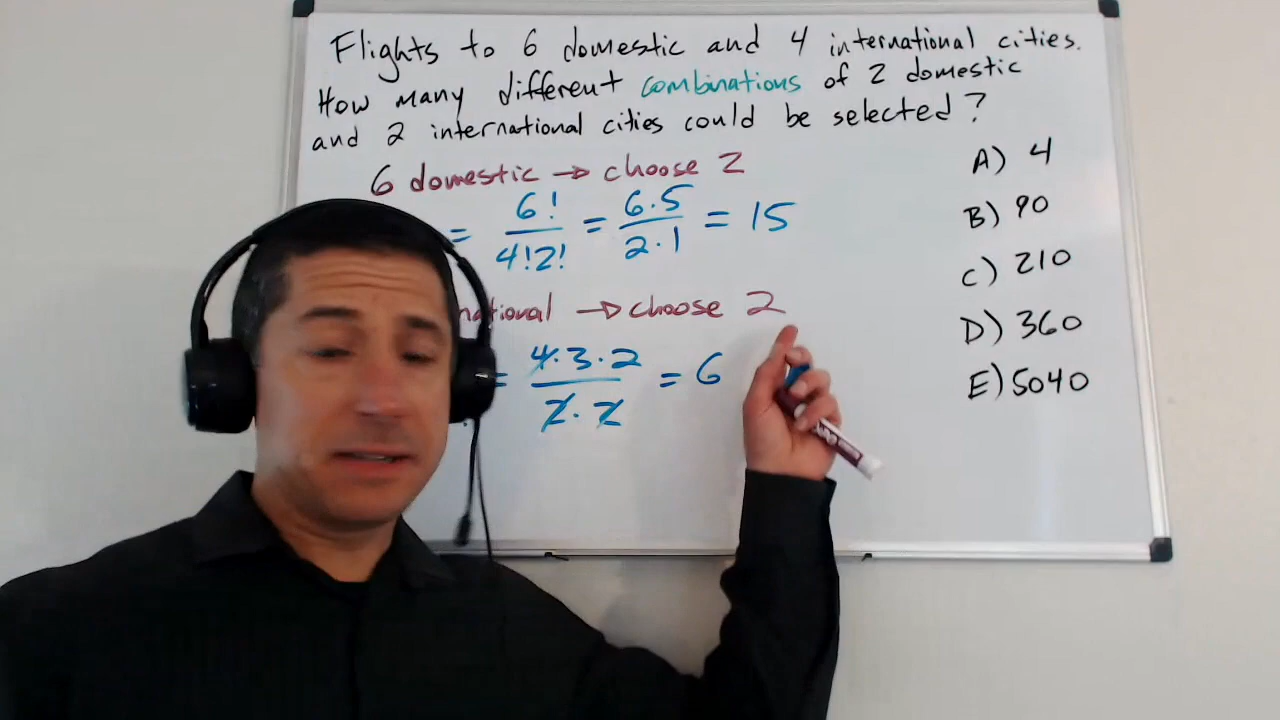 Flights to 6 domestic and 4 international cities.
How many different combinations of 2 domestic
and 2 international cities could be selected?
6 domestic → choose 2
= 6! / 4!2! = 6·5 / 2·1 = 15
national → choose 2
= 4·3·2 / 2·2 = 6
A) 4
B) 90
C) 210
D) 360
E) 5040
EXPO